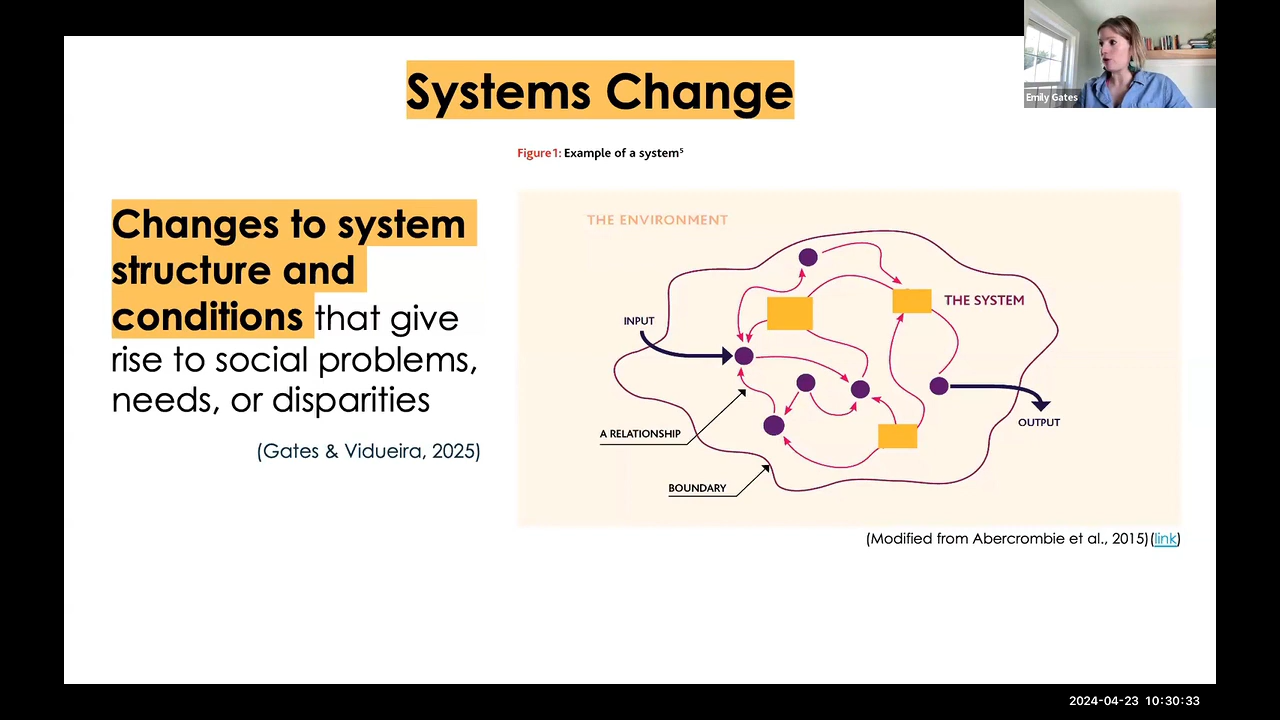 Systems Change
Emily Gates
Figure1: Example of a system⁵
Changes to system
structure and
conditions that give
rise to social problems,
needs, or disparities
(Gates & Vidueira, 2025)
THE ENVIRONMENT
THE SYSTEM
INPUT
OUTPUT
A RELATIONSHIP
BOUNDARY
(Modified from Abercrombie et al., 2015)(link)
2024-04-23 10:30:33